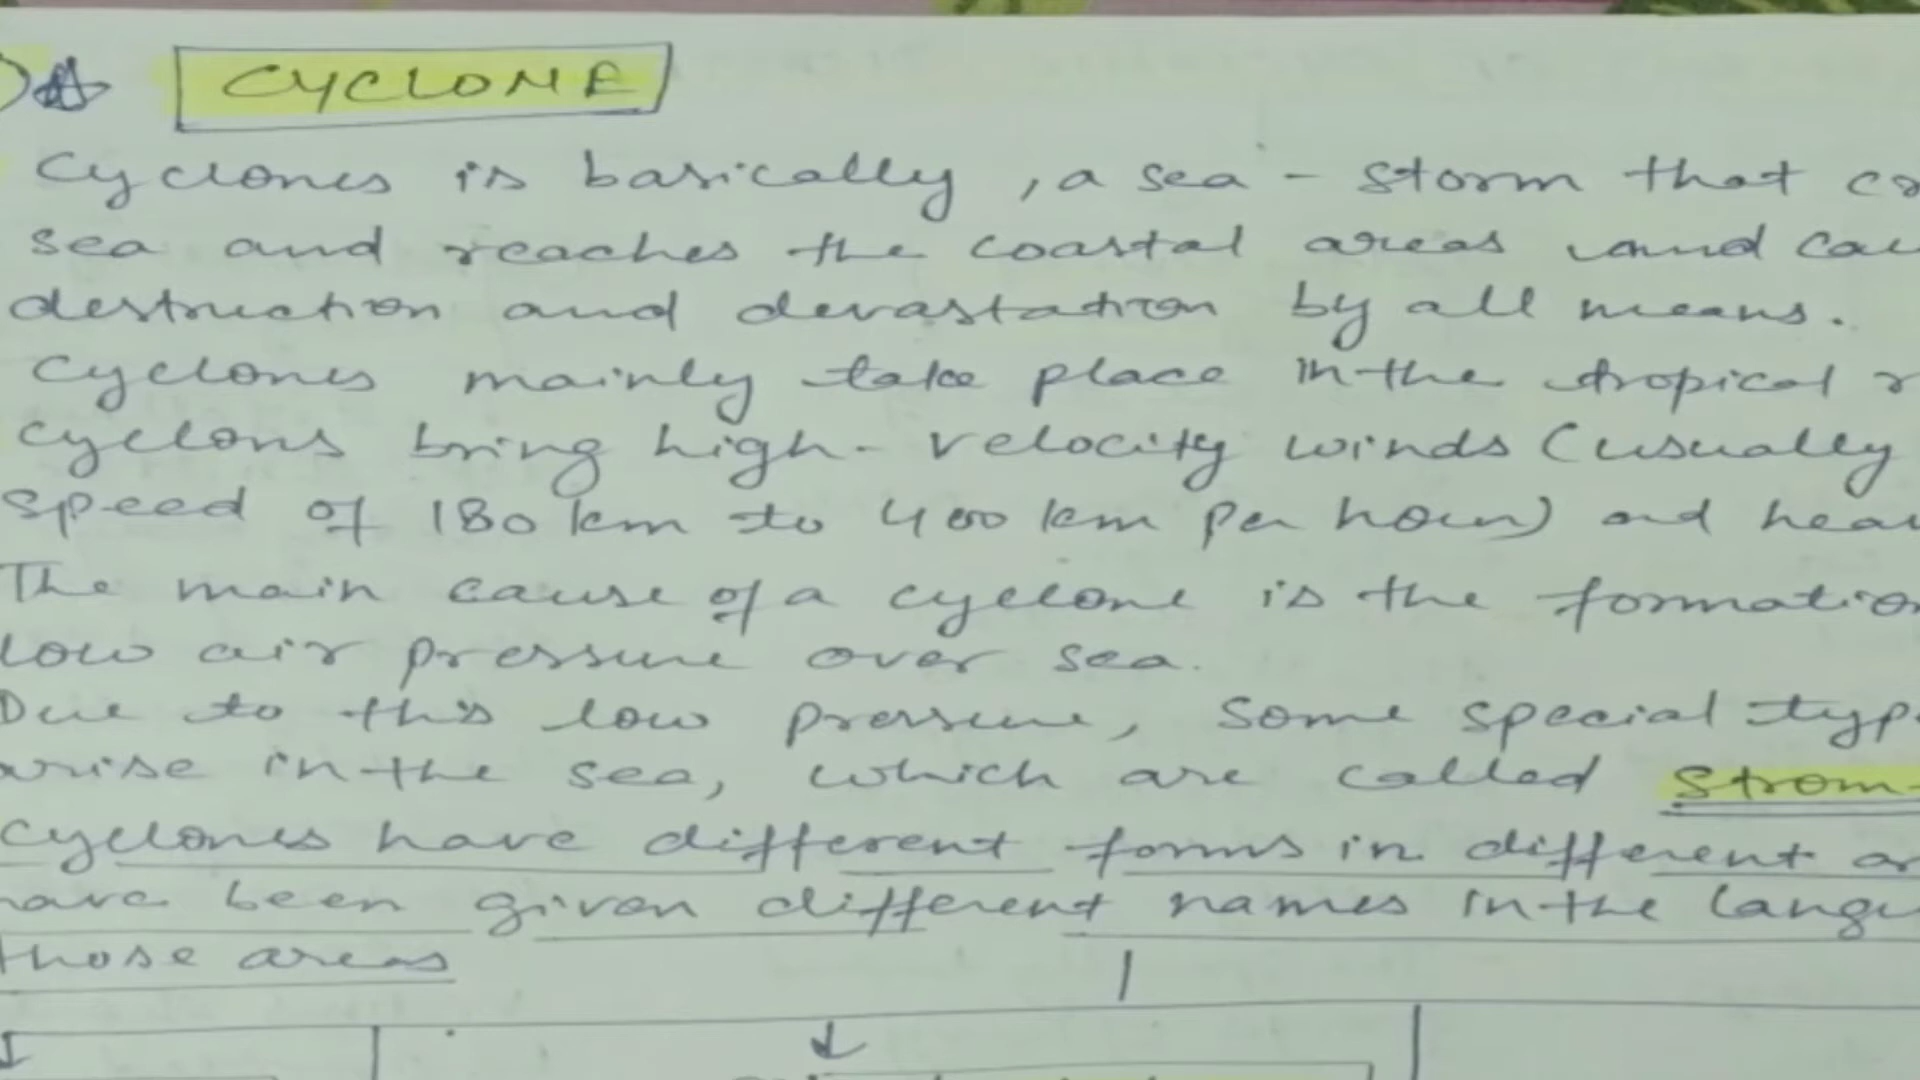 CYCLONE
Cyclones is basically, a sea - storm that
sea and reaches the coastal areas and
destruction and devastation by all means.
Cyclones mainly take place in the tropical
Cyclons bring high - velocity winds (usually
speed of 180 km to 400 km per hour) and
The main cause of a cyclone is the formation
low air pressure over sea.
Due to this low pressure, some special
arise in the sea, which are called Strom-
Cyclones have different forms in different
have been given different names in the
those areas